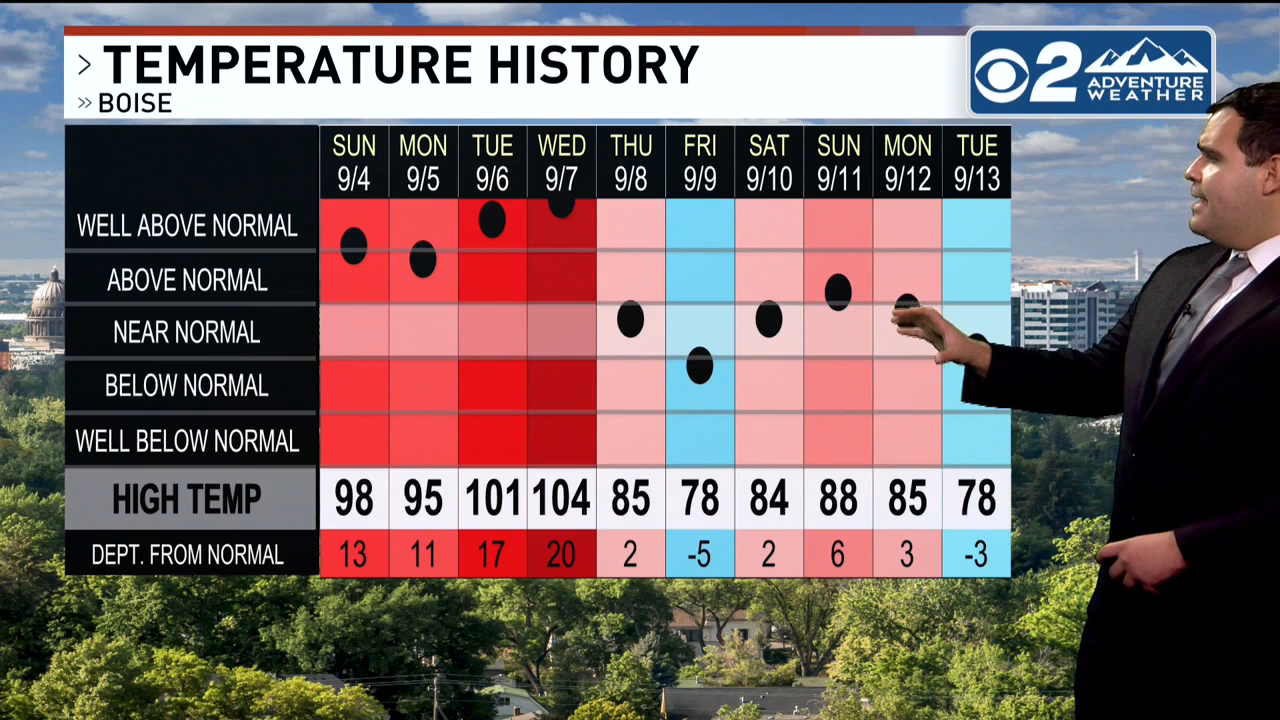 > TEMPERATURE HISTORY
» BOISE
2 ADVENTURE
WEATHER
SUN MON TUE WED THU FRI SAT SUN MON TUE
9/4 9/5 9/6 9/7 9/8 9/9 9/10 9/11 9/12 9/13
WELL ABOVE NORMAL
ABOVE NORMAL
NEAR NORMAL
BELOW NORMAL
WELL BELOW NORMAL
HIGH TEMP 98 95 101 104 85 78 84 88 85 78
DEPT. FROM NORMAL 13 11 17 20 2 -5 2 6 3 -3